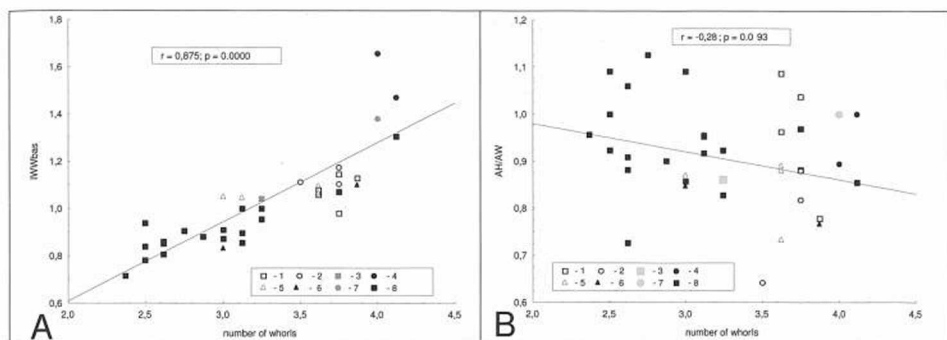 1,8
1,6
1,4
1,2
1,0
0,8
0,6
IWWbas
r = 0,875; p = 0.0000
- 1 - 2 - 3 - 4
- 5 - 6 - 7 - 8
A
2,0 2,5 3,0 3,5 4,0 4,5
number of whorls
1,2
1,1
1,0
0,9
0,8
0,7
0,6
AH/AW
r = -0,28; p = 0.0 93
- 1 - 2 - 3 - 4
- 5 - 6 - 7 - 8
B
2,0 2,5 3,0 3,5 4,0 4,5
number of whorls